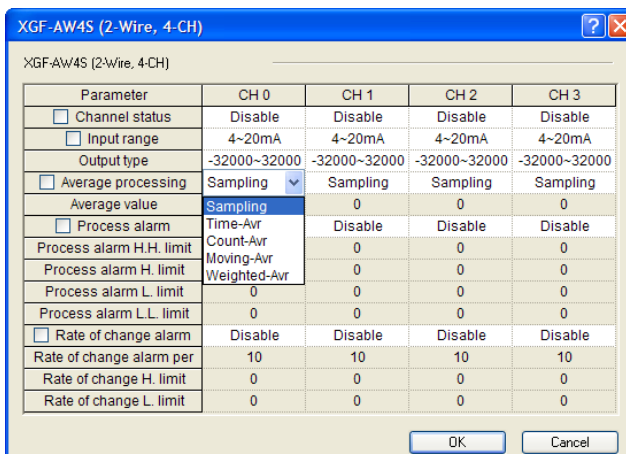 XGF-AW4S (2-Wire, 4-CH)
XGF-AW4S (2-Wire, 4-CH)
Parameter CH 0 CH 1 CH 2 CH 3
Channel status Disable Disable Disable Disable
Input range 4~20mA 4~20mA 4~20mA 4~20mA
Output type -32000~32000 -32000~32000 -32000~32000 -32000~32000
Average processing Sampling Sampling Sampling Sampling
Average value 0 0 0
Sampling
Time-Avr
Count-Avr
Moving-Avr
Weighted-Avr
Process alarm Disable Disable Disable
Process alarm H.H. limit 0 0 0
Process alarm H. limit 0 0 0
Process alarm L. limit 0 0 0 0
Process alarm L.L. limit 0 0 0 0
Rate of change alarm Disable Disable Disable Disable
Rate of change alarm per 10 10 10 10
Rate of change H. limit 0 0 0 0
Rate of change L. limit 0 0 0 0
OK Cancel